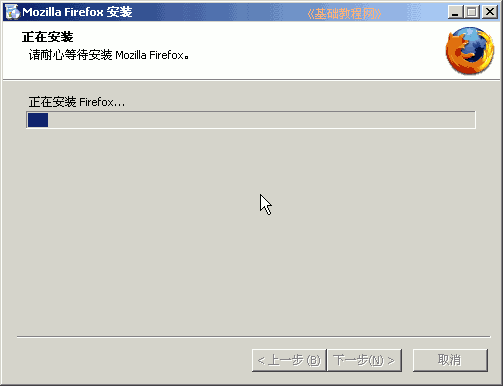 Mozilla Firefox 安装
《基础教程网》
正在安装
请耐心等待安装 Mozilla Firefox。
正在安装 Firefox...
< 上一步 (B)
下一步(N) >
取消